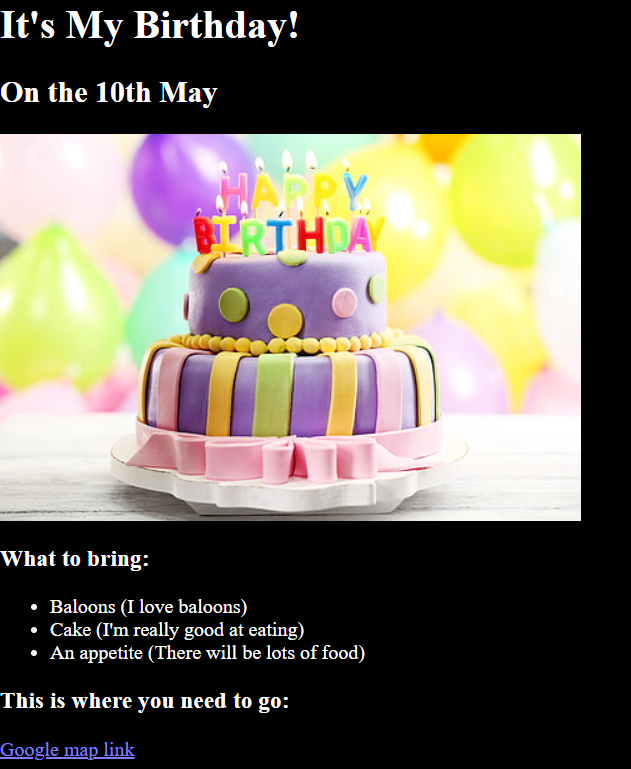 It's My Birthday!
On the 10th May
HAPPY
BIRTHDAY
What to bring:
Baloons (I love baloons)
Cake (I'm really good at eating)
An appetite (There will be lots of food)
This is where you need to go:
Google map link